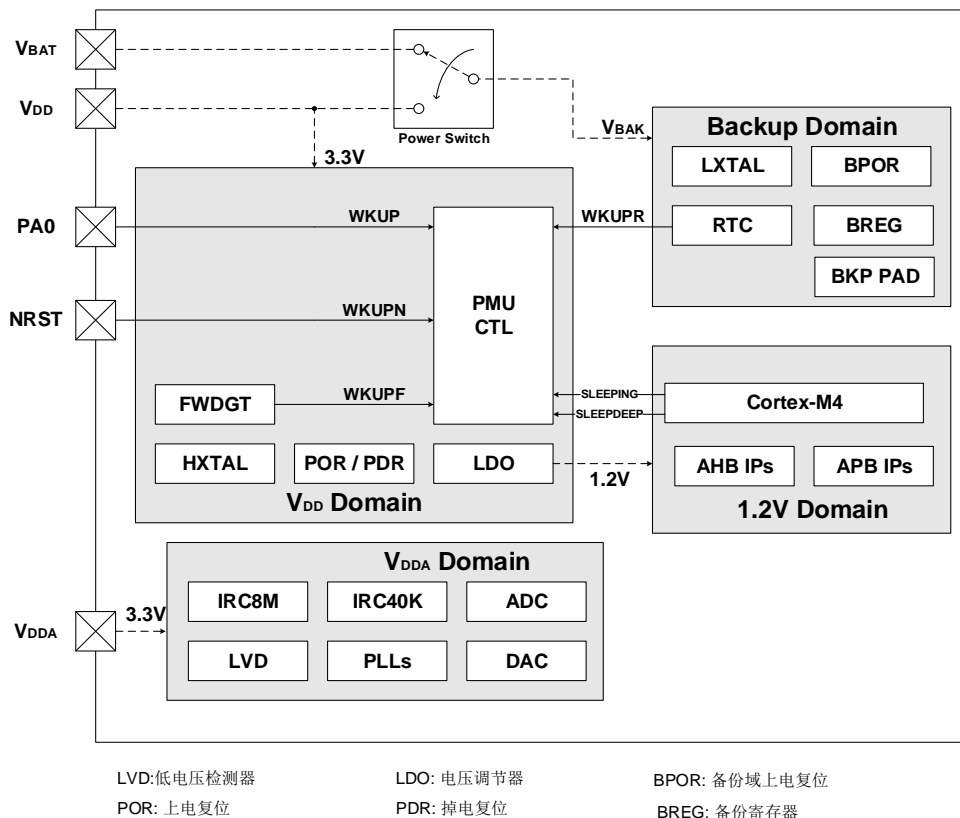 VBAT
VDD
Power Switch
3.3V
VBAK
Backup Domain
LXTAL
BPOR
RTC
BREG
BKP PAD
PA0
WKUP
WKUPR
NRST
WKUPN
PMU
CTL
FWDGT
WKUPF
SLEEPING
SLEEPDEEP
Cortex-M4
HXTAL
POR / PDR
LDO
1.2V
AHB IPs
APB IPs
VDD Domain
1.2V Domain
VDDA Domain
VDDA
3.3V
IRC8M
IRC40K
ADC
LVD
PLLs
DAC
LVD:低电压检测器
LDO: 电压调节器
BPOR: 备份域上电复位
POR: 上电复位
PDR: 掉电复位
BREG: 备份寄存器